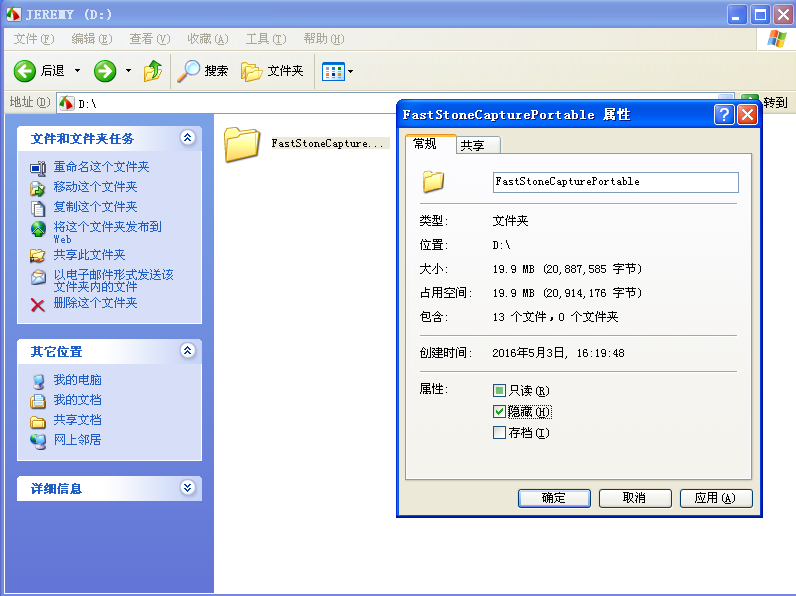 JEREMY (D:)
文件(F) 编辑(E) 查看(V) 收藏(A) 工具(T) 帮助(H)
后退 搜索 文件夹
地址(D) D:\ 转到
文件和文件夹任务
重命名这个文件夹
移动这个文件夹
复制这个文件夹
将这个文件夹发布到
Web
共享此文件夹
以电子邮件形式发送该
文件夹内的文件
删除这个文件夹
其它位置
我的电脑
我的文档
共享文档
网上邻居
详细信息
FastStoneCapture...
FastStoneCapturePortable 属性
常规 共享
FastStoneCapturePortable
类型: 文件夹
位置: D:\
大小: 19.9 MB (20,887,585 字节)
占用空间: 19.9 MB (20,914,176 字节)
包含: 13 个文件,0 个文件夹
创建时间: 2016年5月3日, 16:19:48
属性: 只读(R)
隐藏(H)
存档(I)
确定 取消 应用(A)